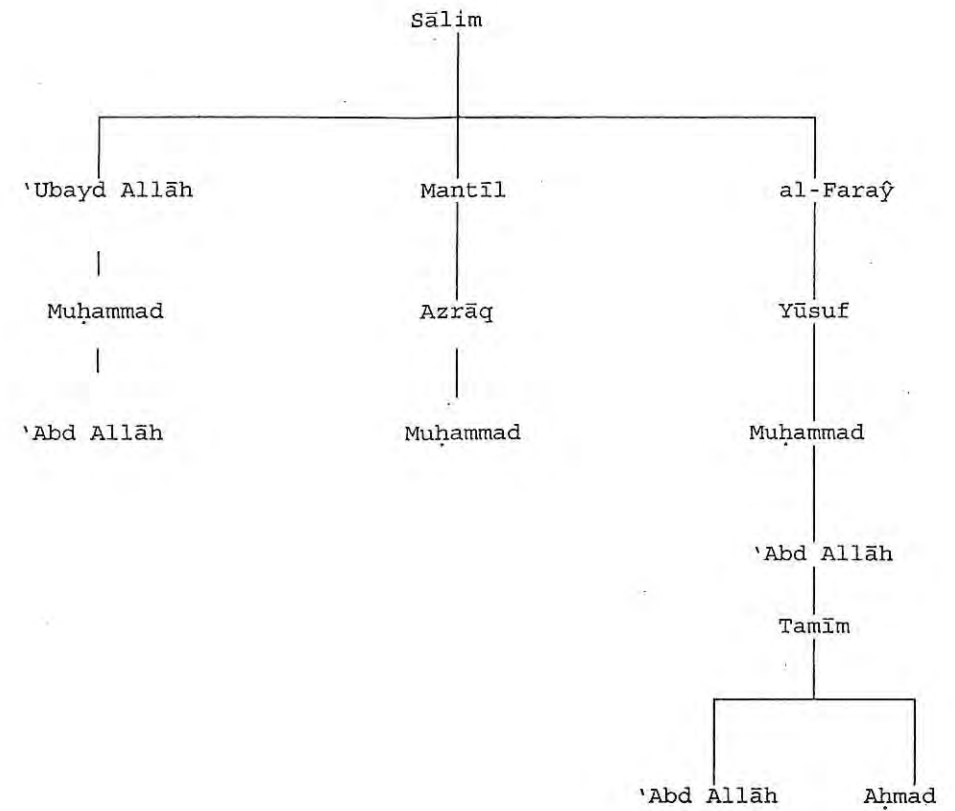 Sālim
‛Ubayd Allāh Mantīl al-Faraŷ
Muḥammad Azrāq Yūsuf
‛Abd Allāh Muḥammad Muḥammad
‛Abd Allāh
Tamīm
‛Abd Allāh Aḥmad